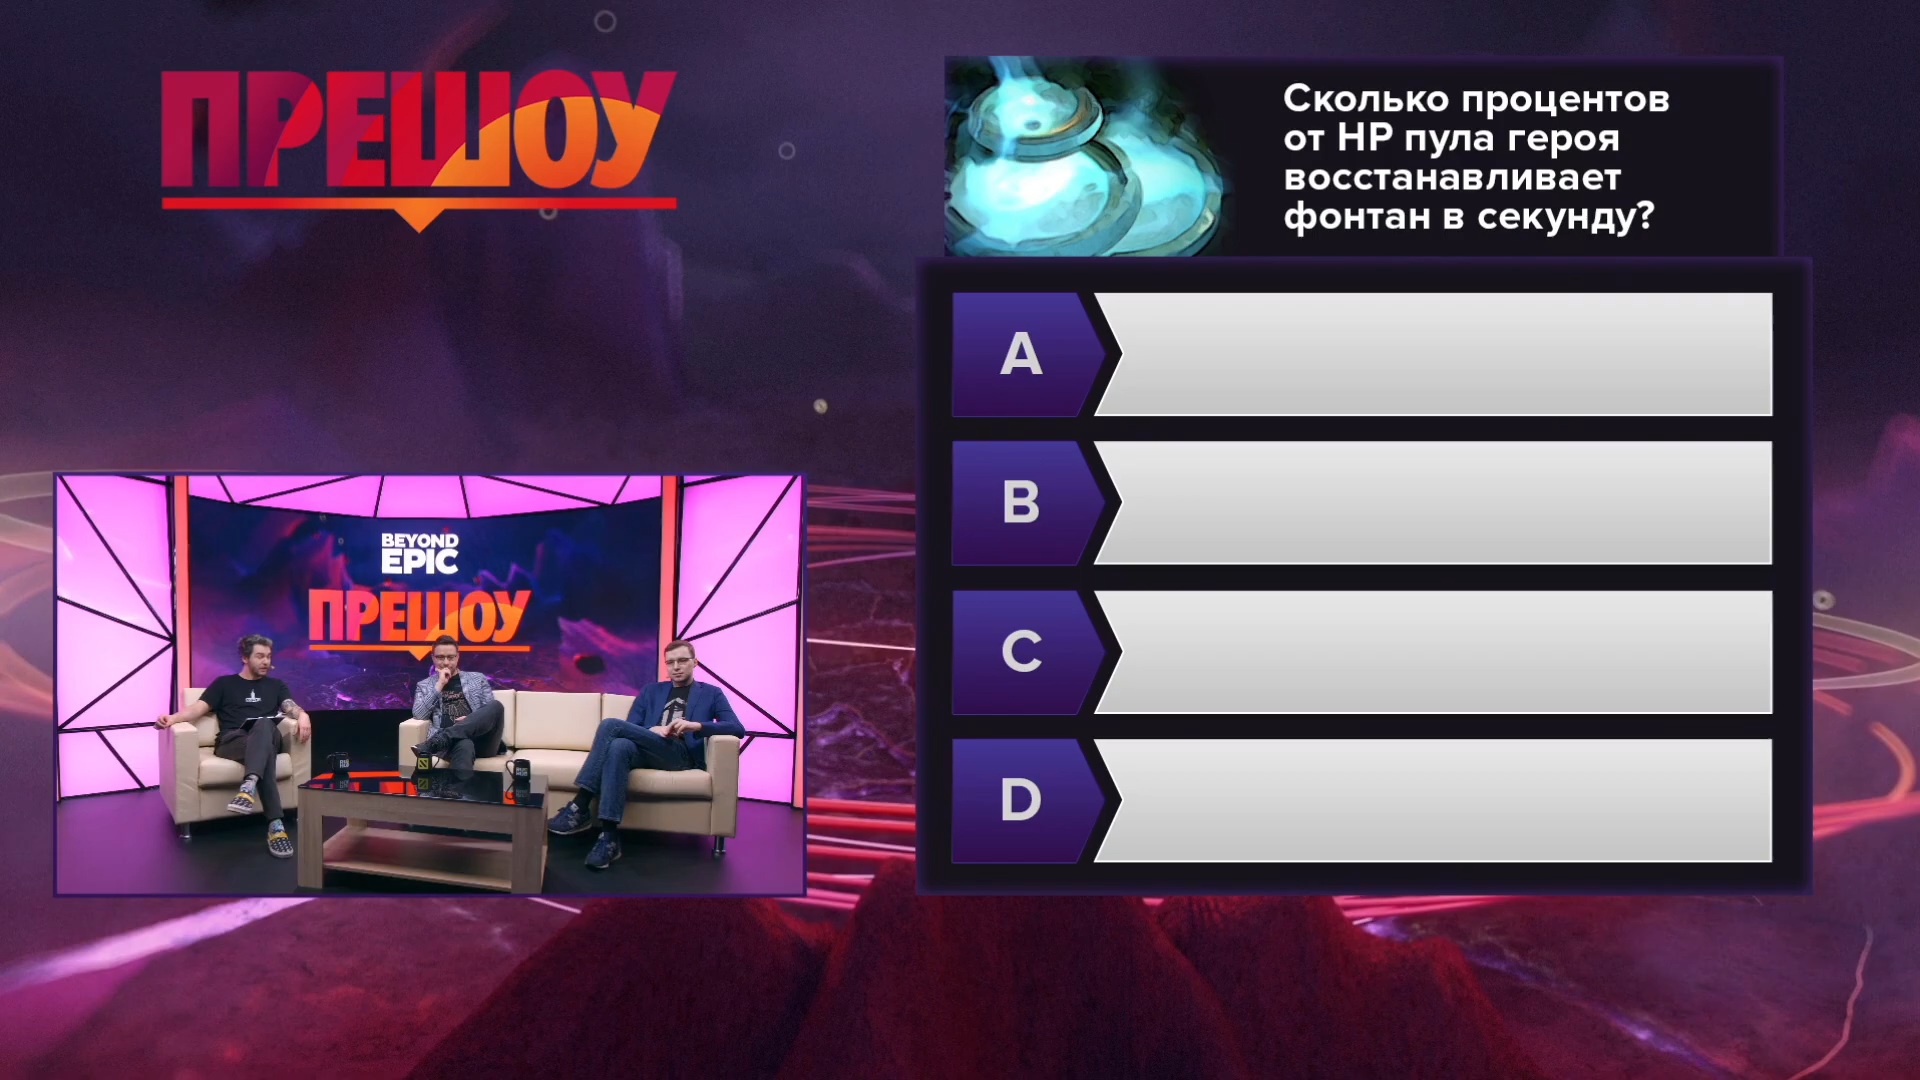 ПРЕШОУ
Сколько процентов
от HP пула героя
восстанавливает
фонтан в секунду?
A
B
C
D
BEYOND
EPIC
ПРЕШОУ